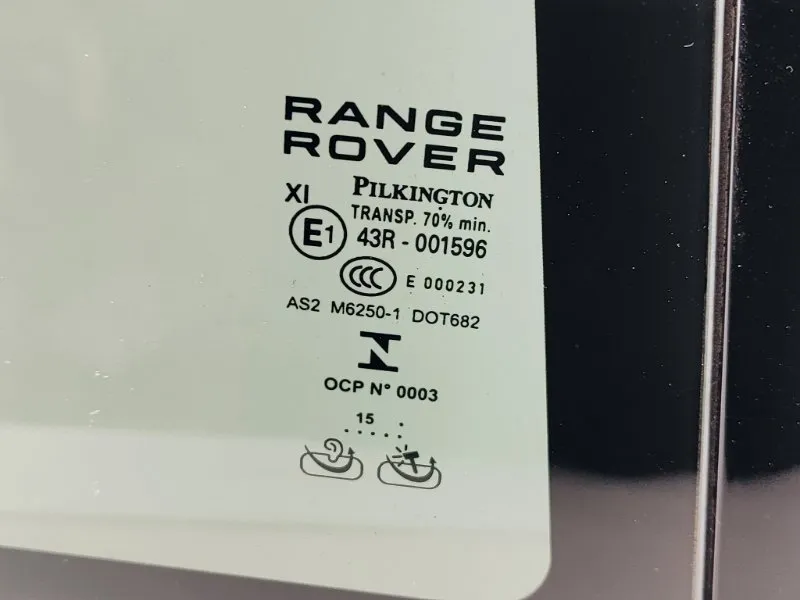 RANGE
ROVER
XI
PILKINGTON
TRANSP. 70% min.
E1
43R - 001596
CCC
E 000231
AS2 M6250-1 DOT682
N
OCP N° 0003
15